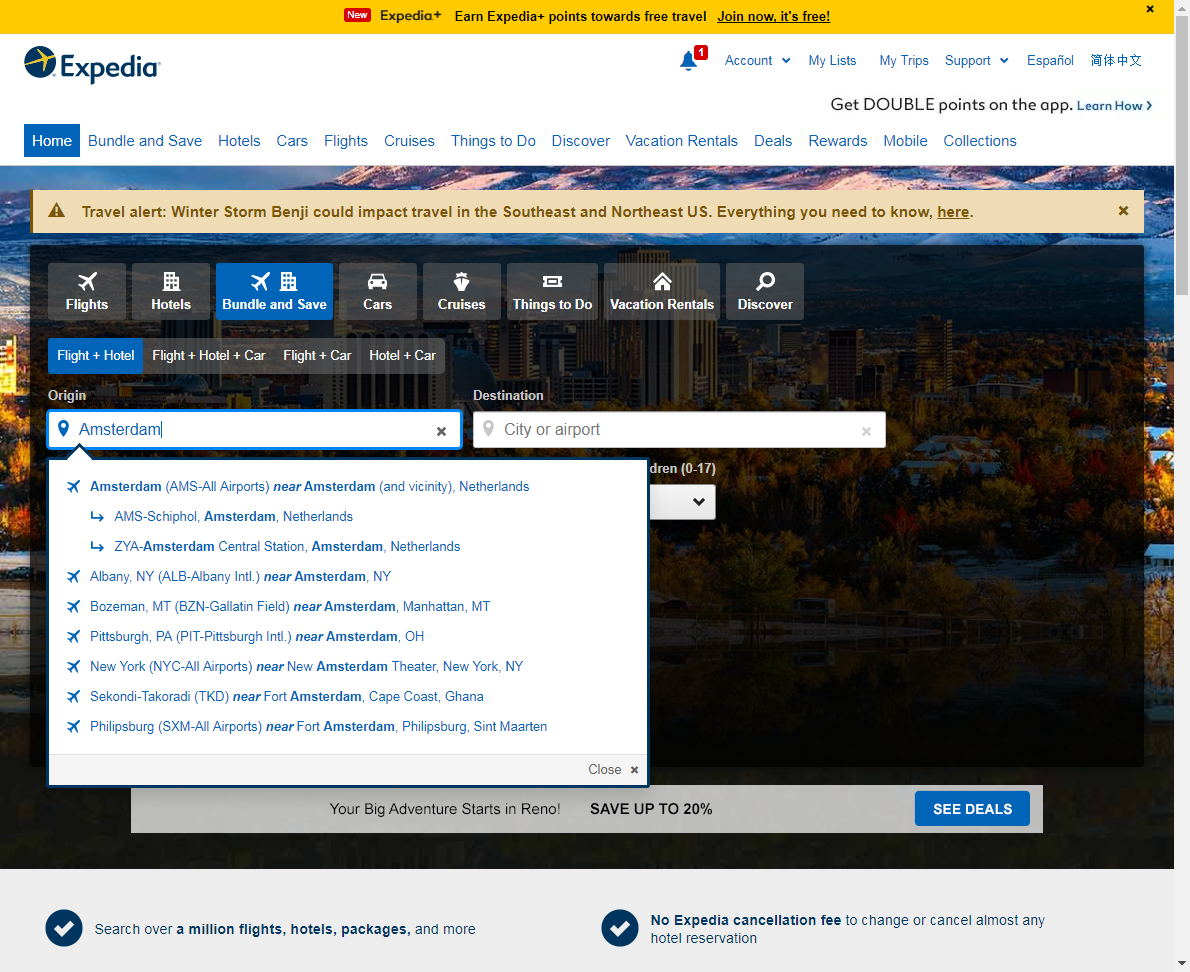 New Expedia+ Earn Expedia+ points towards free travel Join now, it's free!
Expedia
1 Account My Lists My Trips Support Español 简体中文
Get DOUBLE points on the app. Learn How
Home Bundle and Save Hotels Cars Flights Cruises Things to Do Discover Vacation Rentals Deals Rewards Mobile Collections
Travel alert: Winter Storm Benji could impact travel in the Southeast and Northeast US. Everything you need to know, here.
Flights Hotels Bundle and Save Cars Cruises Things to Do Vacation Rentals Discover
Flight + Hotel Flight + Hotel + Car Flight + Car Hotel + Car
Origin Destination
Amsterdam City or airport
dren (0-17)
Amsterdam (AMS-All Airports) near Amsterdam (and vicinity), Netherlands
AMS-Schiphol, Amsterdam, Netherlands
ZYA-Amsterdam Central Station, Amsterdam, Netherlands
Albany, NY (ALB-Albany Intl.) near Amsterdam, NY
Bozeman, MT (BZN-Gallatin Field) near Amsterdam, Manhattan, MT
Pittsburgh, PA (PIT-Pittsburgh Intl.) near Amsterdam, OH
New York (NYC-All Airports) near New Amsterdam Theater, New York, NY
Sekondi-Takoradi (TKD) near Fort Amsterdam, Cape Coast, Ghana
Philipsburg (SXM-All Airports) near Fort Amsterdam, Philipsburg, Sint Maarten
Close
Your Big Adventure Starts in Reno! SAVE UP TO 20% SEE DEALS
Search over a million flights, hotels, packages, and more
No Expedia cancellation fee to change or cancel almost any
hotel reservation